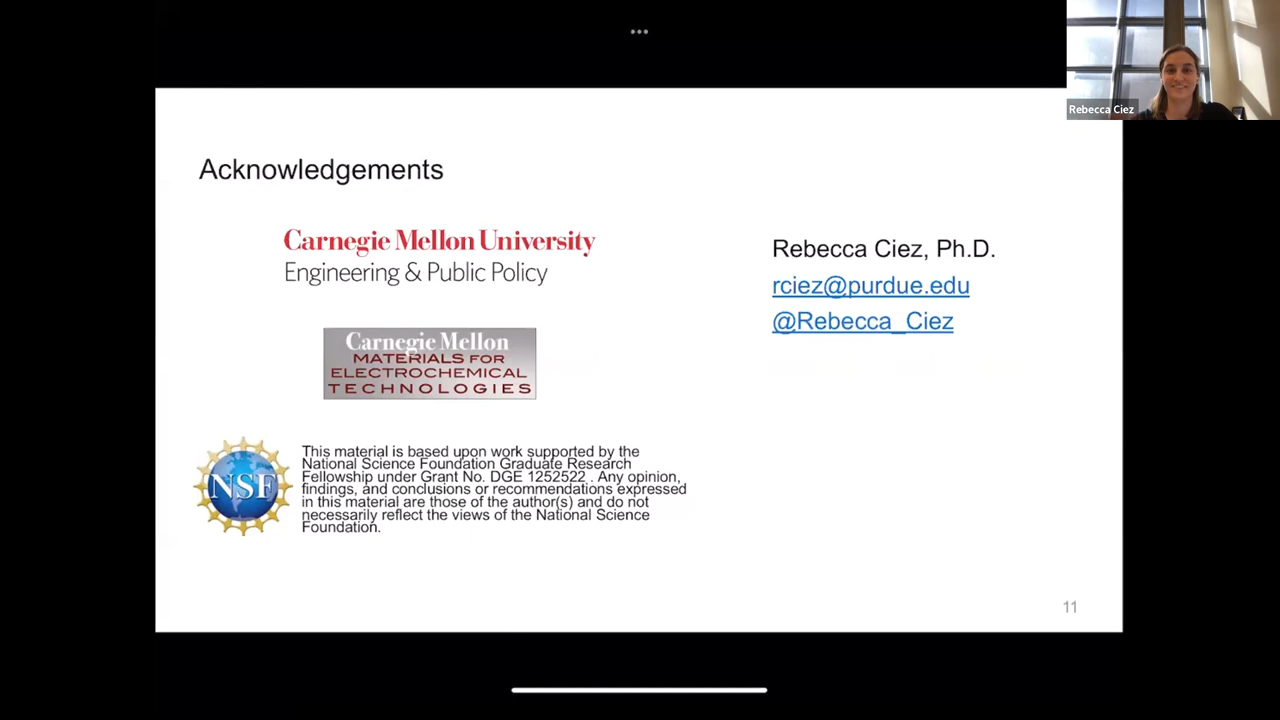 Rebecca Ciez
Acknowledgements
Carnegie Mellon University
Engineering & Public Policy
Carnegie Mellon
MATERIALS FOR
ELECTROCHEMICAL
TECHNOLOGIES
NSF
This material is based upon work supported by the
National Science Foundation Graduate Research
Fellowship under Grant No. DGE 1252522 . Any opinion,
findings, and conclusions or recommendations expressed
in this material are those of the author(s) and do not
necessarily reflect the views of the National Science
Foundation.
Rebecca Ciez, Ph.D.
rciez@purdue.edu
@Rebecca_Ciez
11